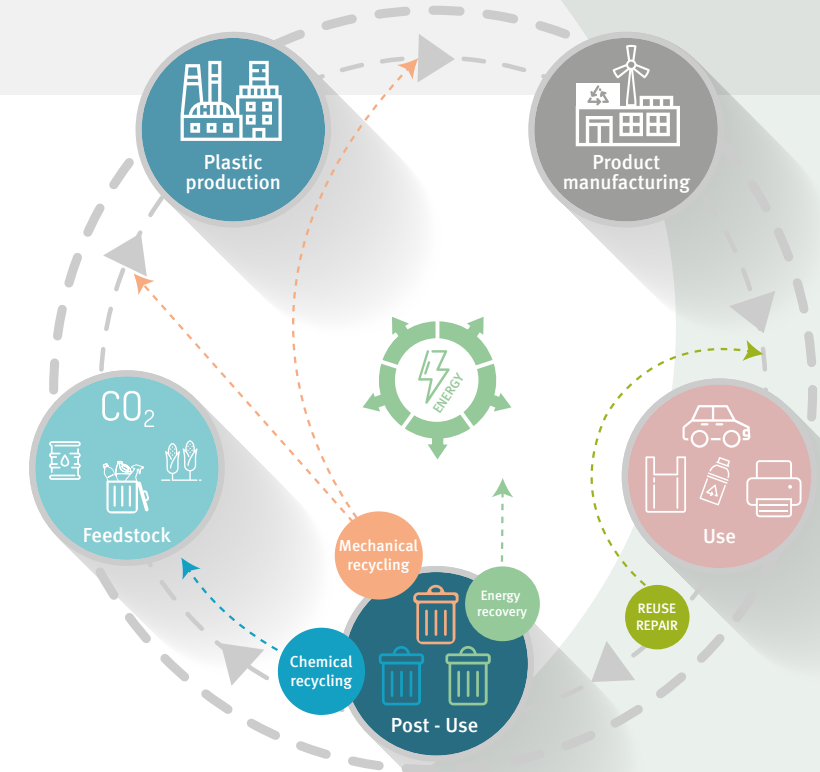 Plastic
production
Product
manufacturing
ENERGY
CO₂
Feedstock
Use
Mechanical
recycling
Energy
recovery
REUSE
REPAIR
Chemical
recycling
Post - Use